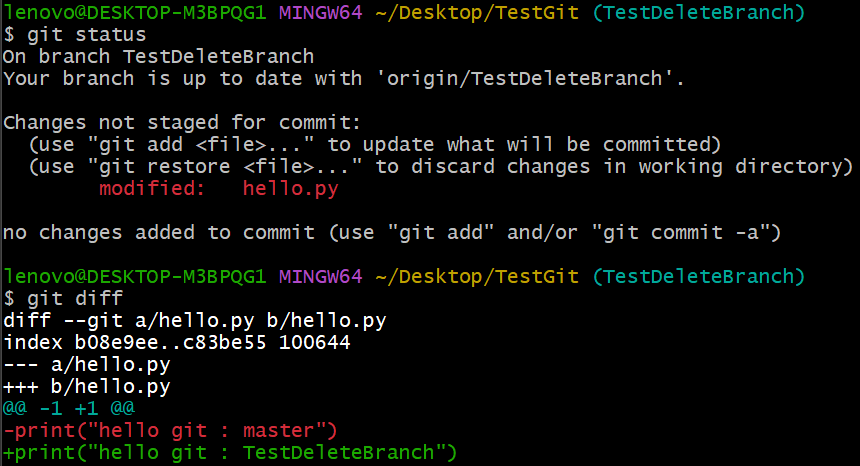 lenovo@DESKTOP-M3BPQG1 MINGW64 ~/Desktop/TestGit (TestDeleteBranch)
$ git status
On branch TestDeleteBranch
Your branch is up to date with 'origin/TestDeleteBranch'.
Changes not staged for commit:
  (use "git add <file>..." to update what will be committed)
  (use "git restore <file>..." to discard changes in working directory)
        modified:   hello.py
no changes added to commit (use "git add" and/or "git commit -a")
lenovo@DESKTOP-M3BPQG1 MINGW64 ~/Desktop/TestGit (TestDeleteBranch)
$ git diff
diff --git a/hello.py b/hello.py
index b08e9ee..c83be55 100644
--- a/hello.py
+++ b/hello.py
@@ -1 +1 @@
-print("hello git : master")
+print("hello git : TestDeleteBranch")